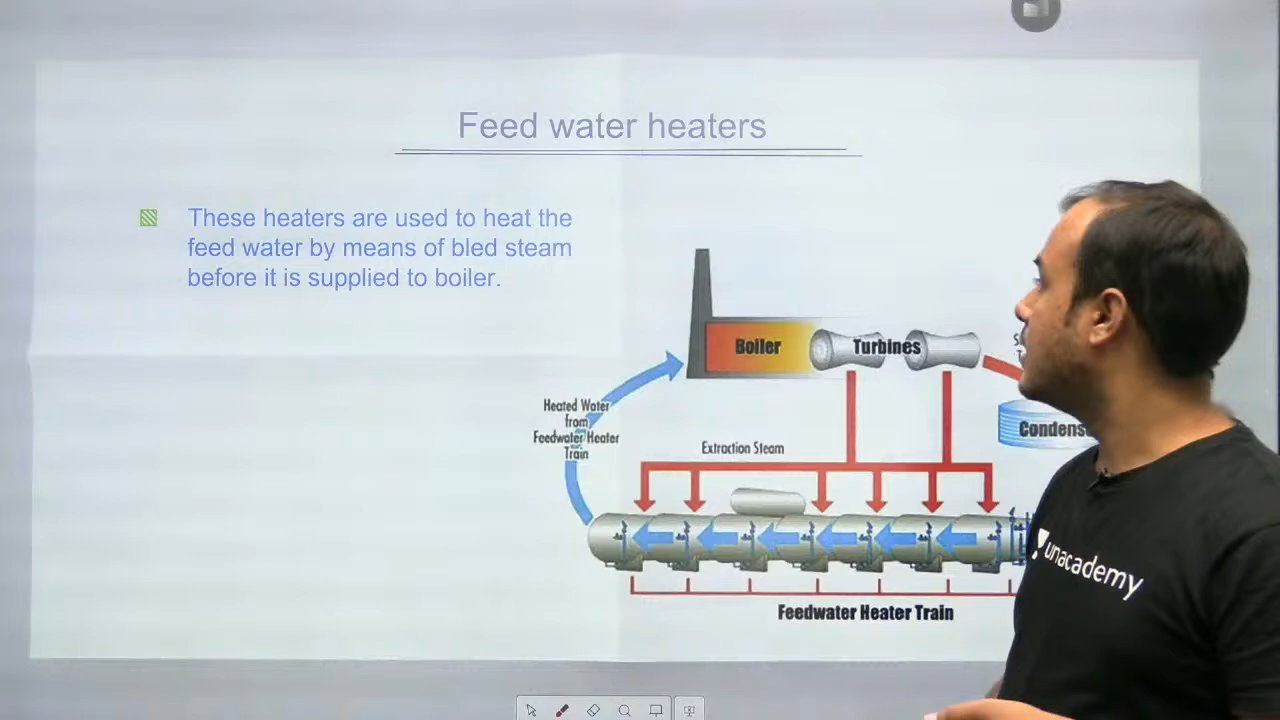 Feed water heaters
These heaters are used to heat the
feed water by means of bled steam
before it is supplied to boiler.
Boiler
Turbines
Heated Water
from
Feedwater Heater
Train
Extraction Steam
Feedwater Heater Train
unacademy